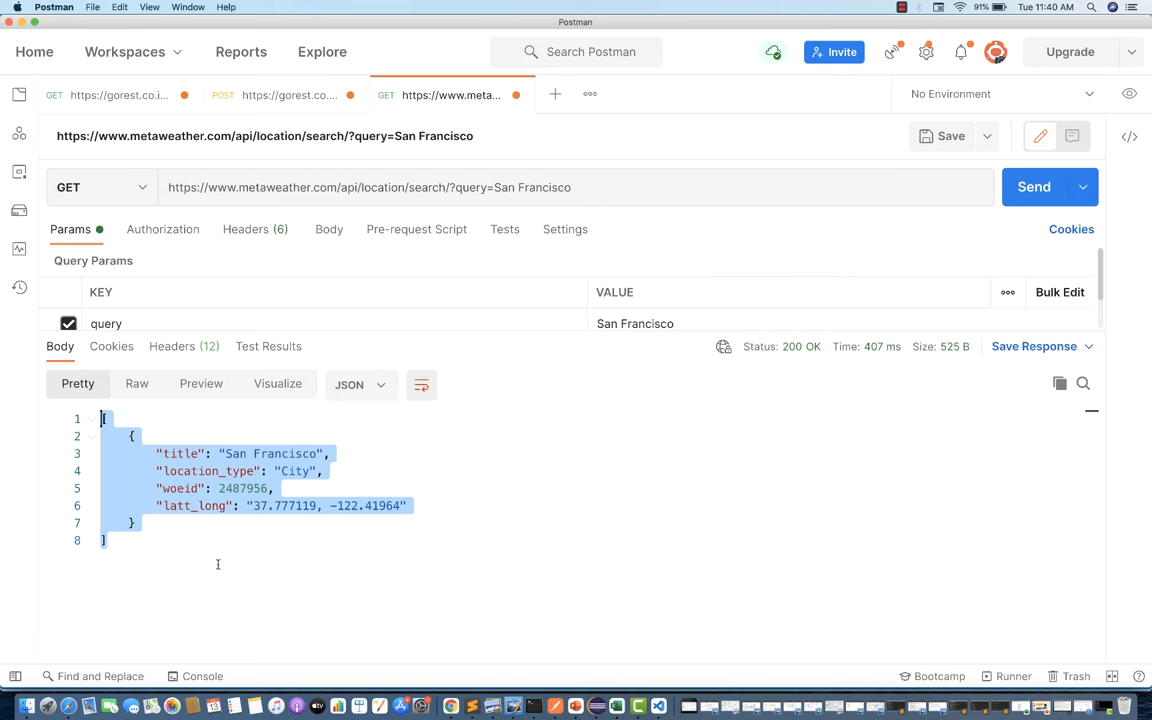 Postman File Edit View Window Help 91% Tue 11:40 AM
Postman
Home Workspaces Reports Explore Search Postman Invite Upgrade
GET https://gorest.co.i... POST https://gorest.co.... GET https://www.meta... No Environment
https://www.metaweather.com/api/location/search/?query=San Francisco Save
GET https://www.metaweather.com/api/location/search/?query=San Francisco Send
Params Authorization Headers (6) Body Pre-request Script Tests Settings Cookies
Query Params
KEY VALUE Bulk Edit
query San Francisco
Body Cookies Headers (12) Test Results Status: 200 OK Time: 407 ms Size: 525 B Save Response
Pretty Raw Preview Visualize JSON
1 [
2 {
3 "title": "San Francisco",
4 "location_type": "City",
5 "woeid": 2487956,
6 "latt_long": "37.777119, -122.41964"
7 }
8 ]
Find and Replace Console Bootcamp Runner Trash